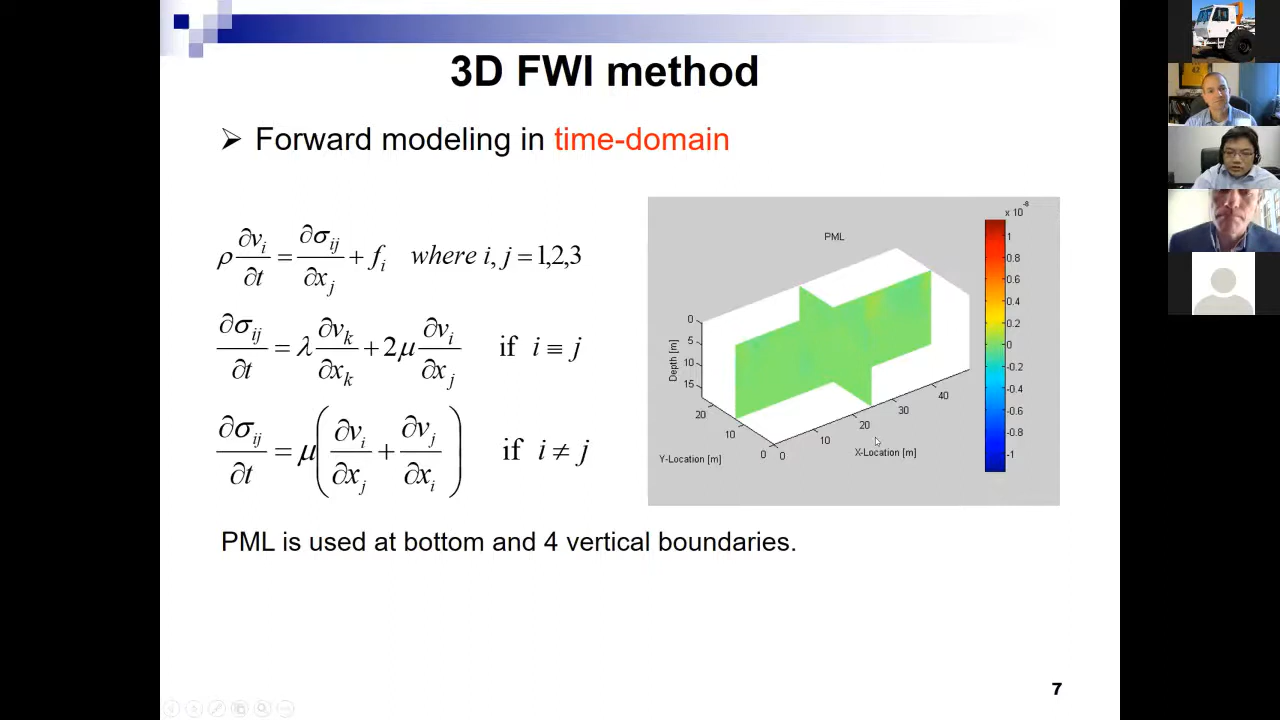 3D FWI method
➢ Forward modeling in time-domain
ρ ∂v_i/∂t = ∂σ_ij/∂x_j + f_i where i, j = 1,2,3
∂σ_ij/∂t = λ ∂v_k/∂x_k + 2μ ∂v_i/∂x_j if i ≡ j
∂σ_ij/∂t = μ(∂v_i/∂x_j + ∂v_j/∂x_i) if i ≠ j
PML
x 10^-8
1
0.8
0.6
0.4
0.2
0
-0.2
-0.4
-0.6
-0.8
-1
Depth [m]
0
5
10
15
Y-Location [m]
20
10
0
X-Location [m]
0
10
20
30
40
PML is used at bottom and 4 vertical boundaries.
7